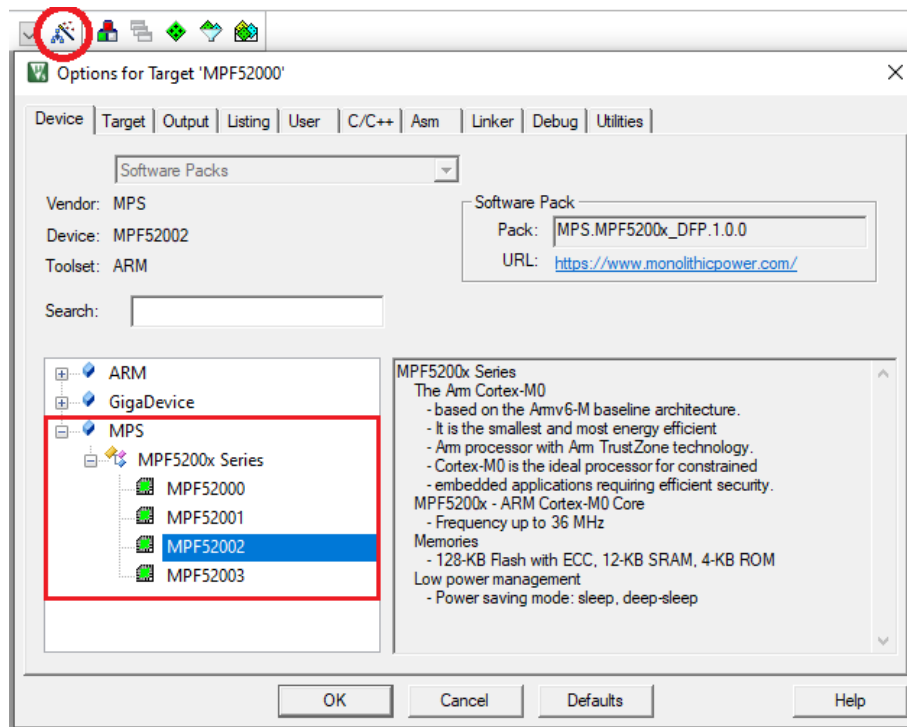 Options for Target 'MPF52000'
Device Target Output Listing User C/C++ Asm Linker Debug Utilities
Software Packs
Vendor: MPS
Device: MPF52002
Toolset: ARM
Search:
Software Pack
Pack: MPS.MPF5200x_DFP.1.0.0
URL: https://www.monolithicpower.com/
ARM
GigaDevice
MPS
MPF5200x Series
MPF52000
MPF52001
MPF52002
MPF52003
MPF5200x Series
The Arm Cortex-M0
- based on the Armv6-M baseline architecture.
- It is the smallest and most energy efficient
- Arm processor with Arm TrustZone technology.
- Cortex-M0 is the ideal processor for constrained
- embedded applications requiring efficient security.
MPF5200x - ARM Cortex-M0 Core
- Frequency up to 36 MHz
Memories
- 128-KB Flash with ECC, 12-KB SRAM, 4-KB ROM
Low power management
- Power saving mode: sleep, deep-sleep
OK Cancel Defaults Help